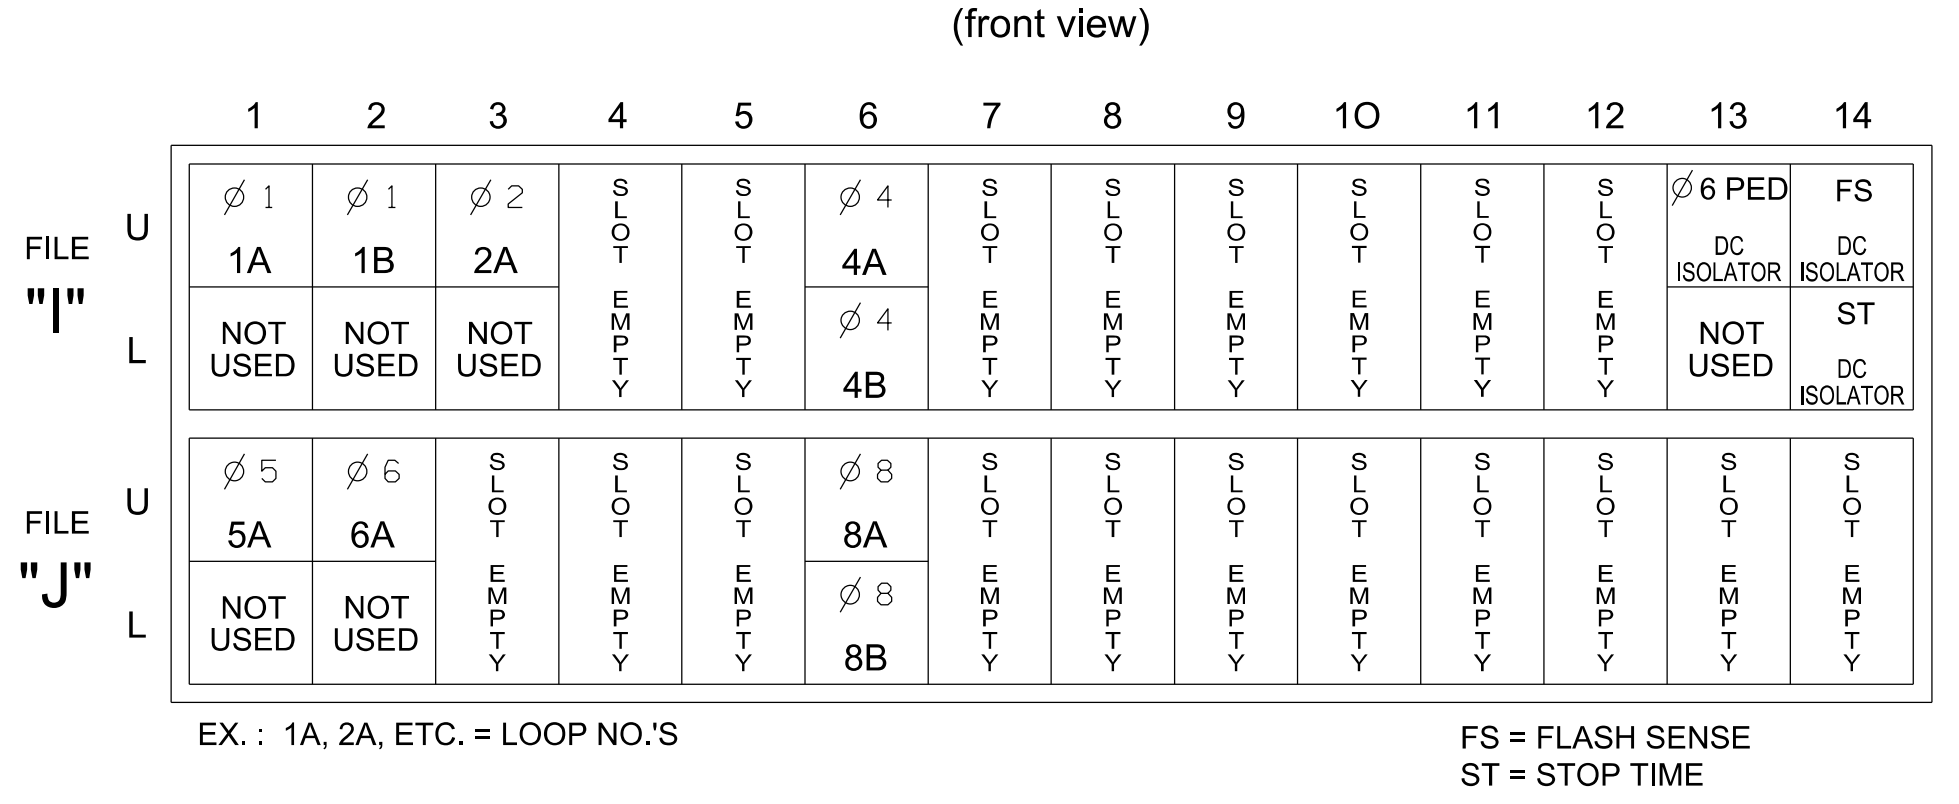 (front view)
1 2 3 4 5 6 7 8 9 1O 11 12 13 14
FILE
"I"
U
L
∅ 1
1A
NOT
USED
∅ 1
1B
NOT
USED
∅ 2
2A
NOT
USED
SLOT EMPTY
SLOT EMPTY
∅ 4
4A
∅ 4
4B
SLOT EMPTY
SLOT EMPTY
SLOT EMPTY
SLOT EMPTY
SLOT EMPTY
SLOT EMPTY
∅ 6 PED
DC
ISOLATOR
NOT
USED
FS
DC
ISOLATOR
ST
DC
ISOLATOR
FILE
"J"
U
L
∅ 5
5A
NOT
USED
∅ 6
6A
NOT
USED
SLOT EMPTY
SLOT EMPTY
SLOT EMPTY
∅ 8
8A
∅ 8
8B
SLOT EMPTY
SLOT EMPTY
SLOT EMPTY
SLOT EMPTY
SLOT EMPTY
SLOT EMPTY
SLOT EMPTY
SLOT EMPTY
EX. : 1A, 2A, ETC. = LOOP NO.'S
FS = FLASH SENSE
ST = STOP TIME